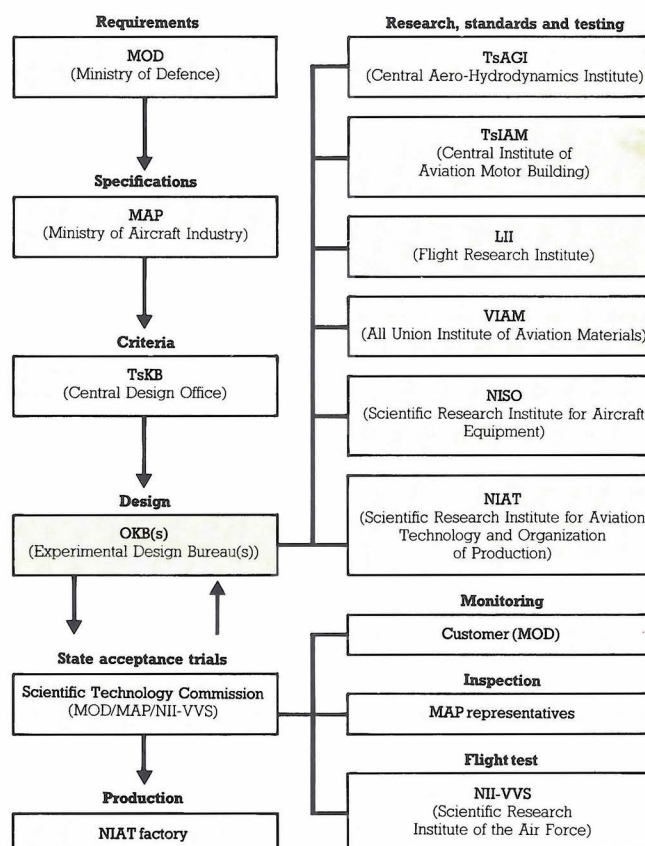 Requirements
MOD
(Ministry of Defence)
Specifications
MAP
(Ministry of Aircraft Industry)
Criteria
TsKB
(Central Design Office)
Design
OKB(s)
(Experimental Design Bureau(s))
State acceptance trials
Scientific Technology Commission
(MOD/MAP/NII-VVS)
Production
NIAT factory
Research, standards and testing
TsAGI
(Central Aero-Hydrodynamics Institute)
TsIAM
(Central Institute of
Aviation Motor Building)
LII
(Flight Research Institute)
VIAM
(All Union Institute of Aviation Materials)
NISO
(Scientific Research Institute for Aircraft
Equipment)
NIAT
(Scientific Research Institute for Aviation
Technology and Organization
of Production)
Monitoring
Customer (MOD)
Inspection
MAP representatives
Flight test
NII-VVS
(Scientific Research
Institute of the Air Force)